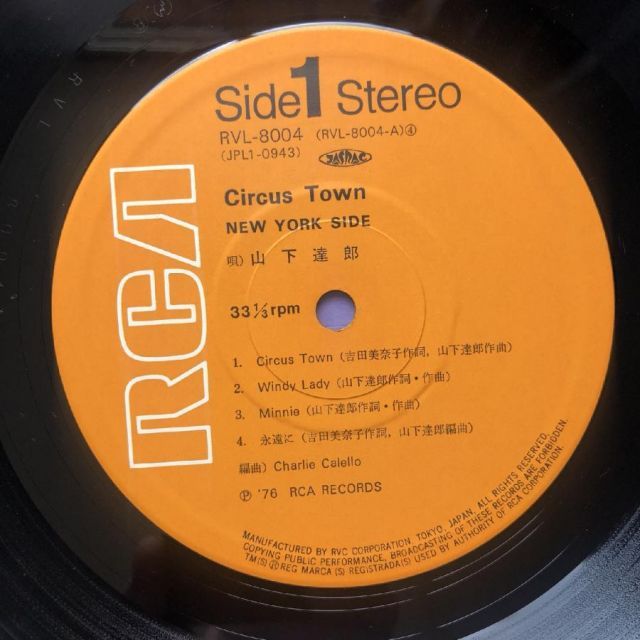 Side 1 Stereo
RVL-8004 (RVL-8004-A)④
(JPL1-0943) JASRAC
RCA
Circus Town
NEW YORK SIDE
唄) 山下達郎
33 1/3 rpm
1. Circus Town (吉田美奈子作詞, 山下達郎作曲)
2. Windy Lady (山下達郎作詞・作曲)
3. Minnie (山下達郎作詞・作曲)
4. 永遠に (吉田美奈子作詞, 山下達郎編曲)
編曲) Charlie Calello
Ⓟ '76 RCA RECORDS
MANUFACTURED BY RVC CORPORATION, TOKYO, JAPAN. ALL RIGHTS RESERVED.
COPYING PUBLIC PERFORMANCE, BROADCASTING OF THESE RECORDS ARE FORBIDDEN.
TM(S) Ⓡ REG MARCA(S) REGISTRADA(S) USED BY AUTHORITY OF RCA CORPORATION.